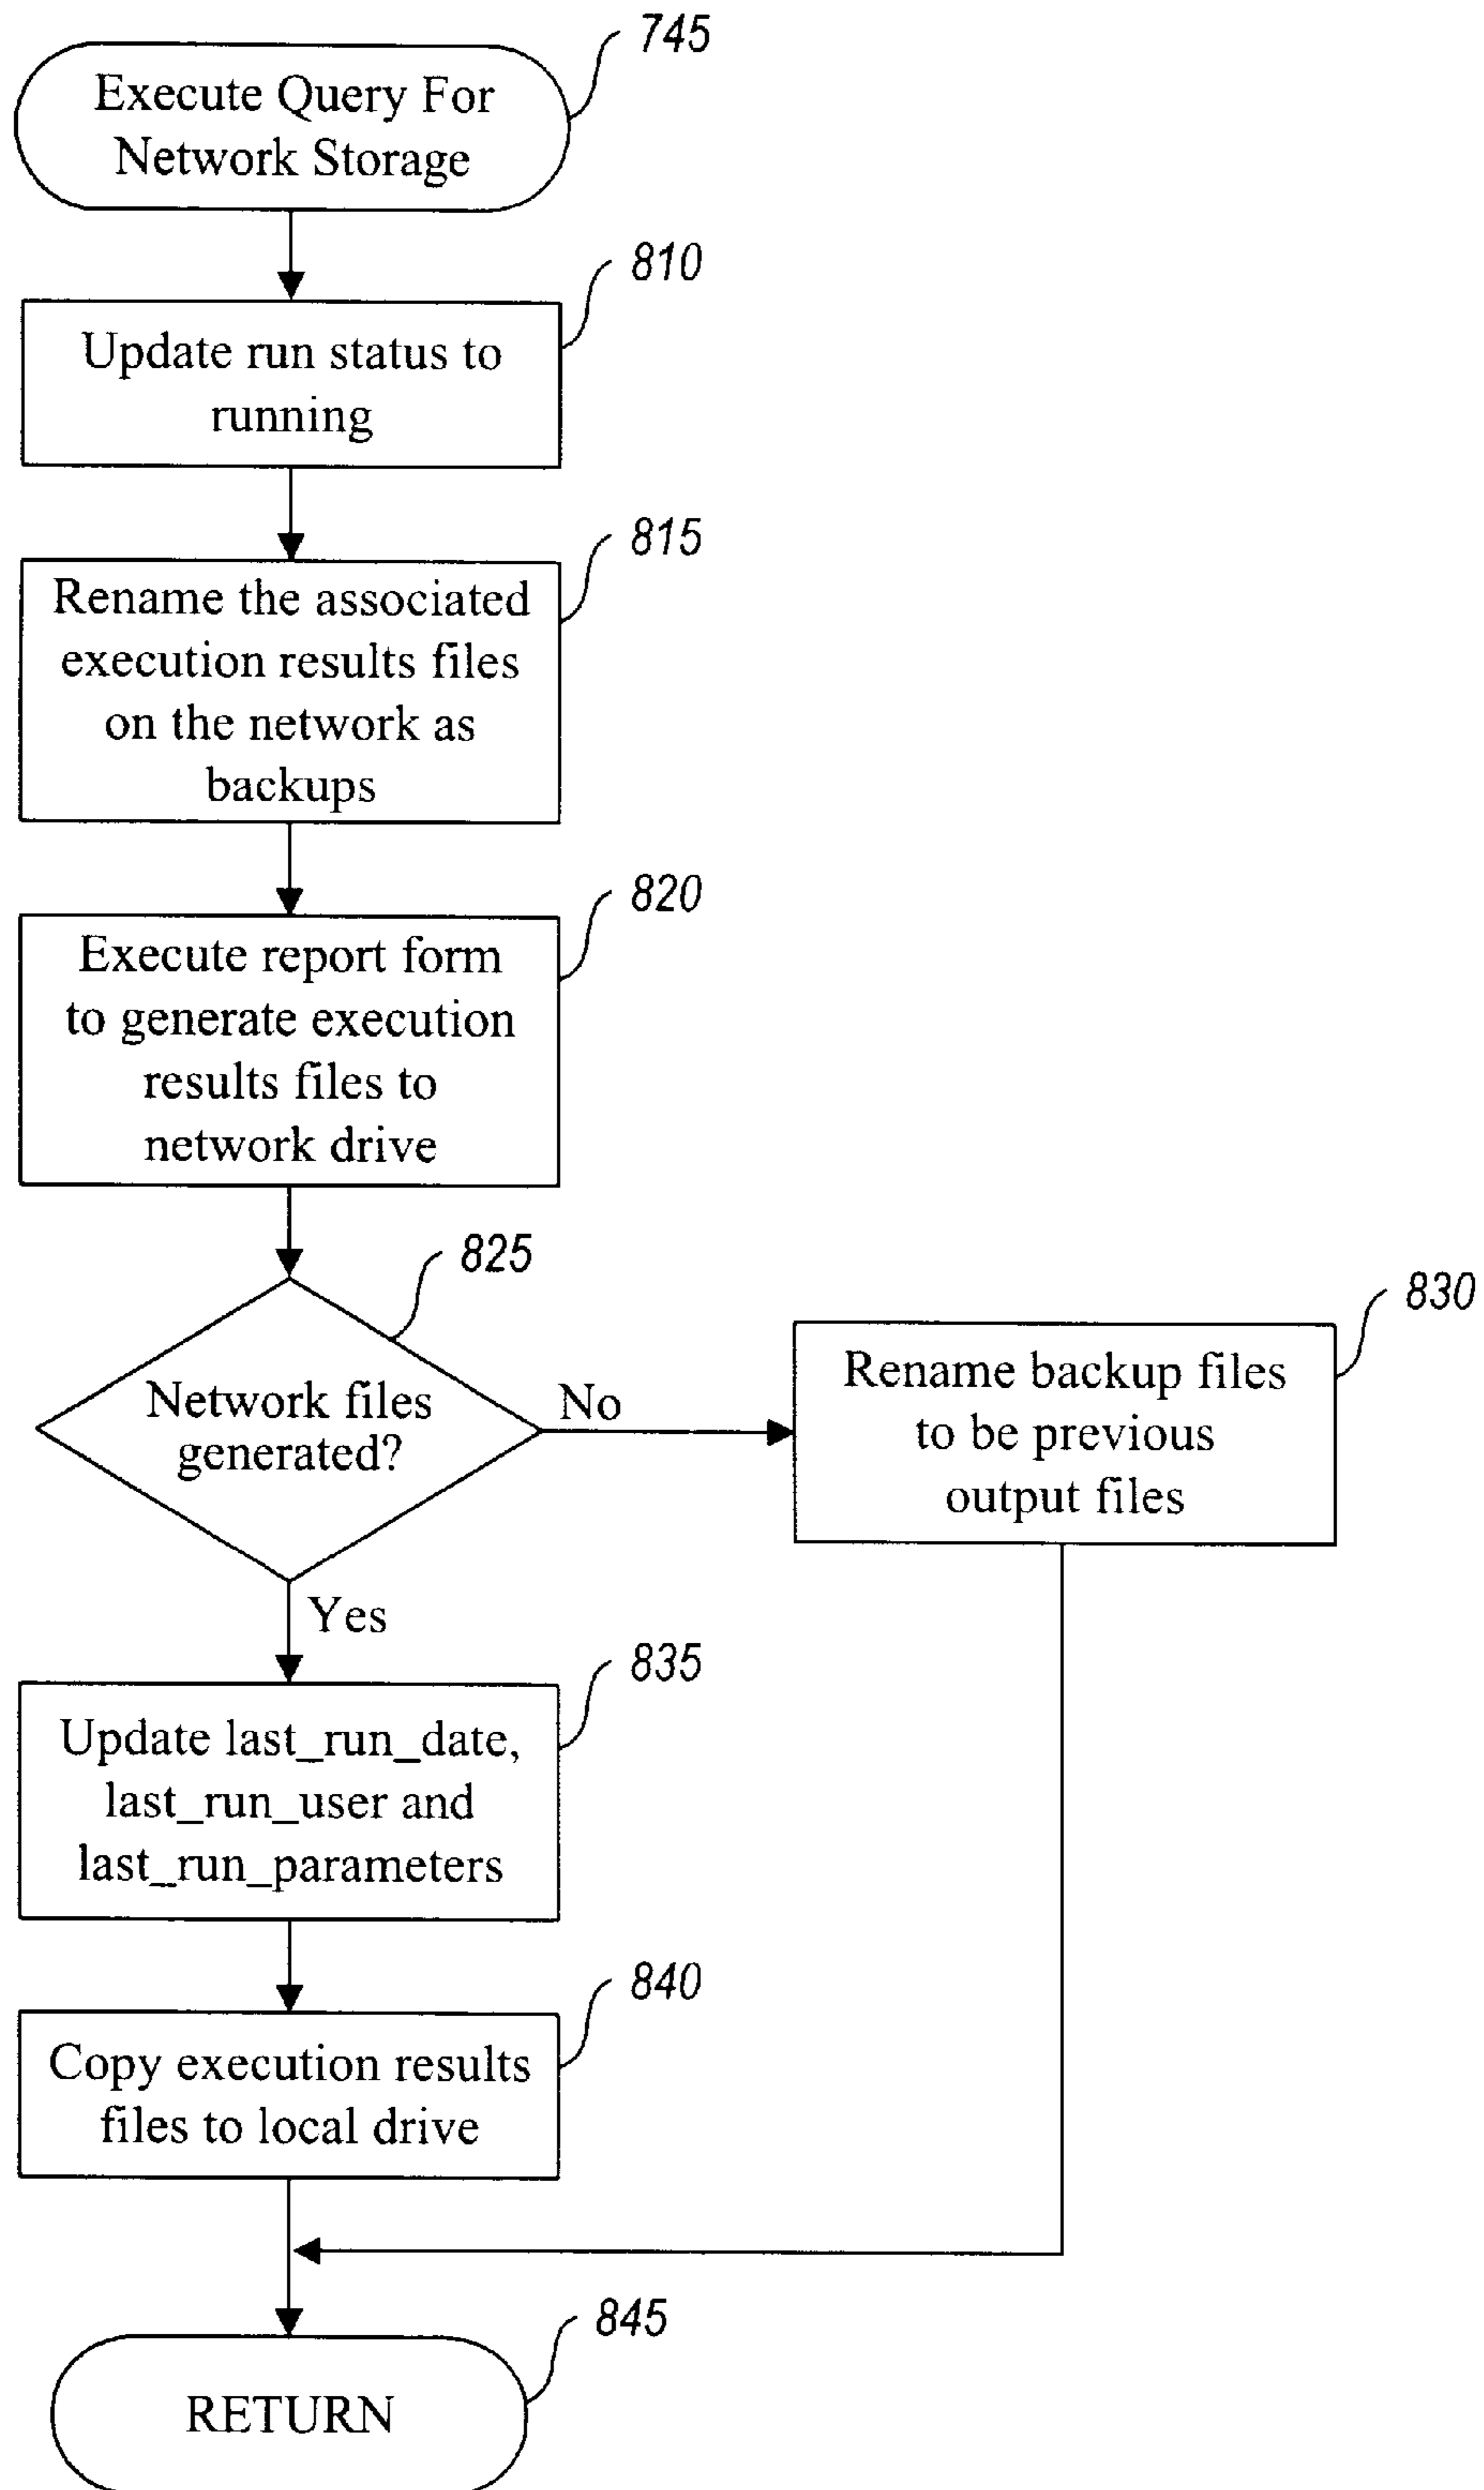 745
Execute Query For
Network Storage
810
Update run status to
running
815
Rename the associated
execution results files
on the network as
backups
820
Execute report form
to generate execution
results files to
network drive
825
Network files
generated?
No
830
Rename backup files
to be previous
output files
Yes
835
Update last_run_date,
last_run_user and
last_run_parameters
840
Copy execution results
files to local drive
845
RETURN